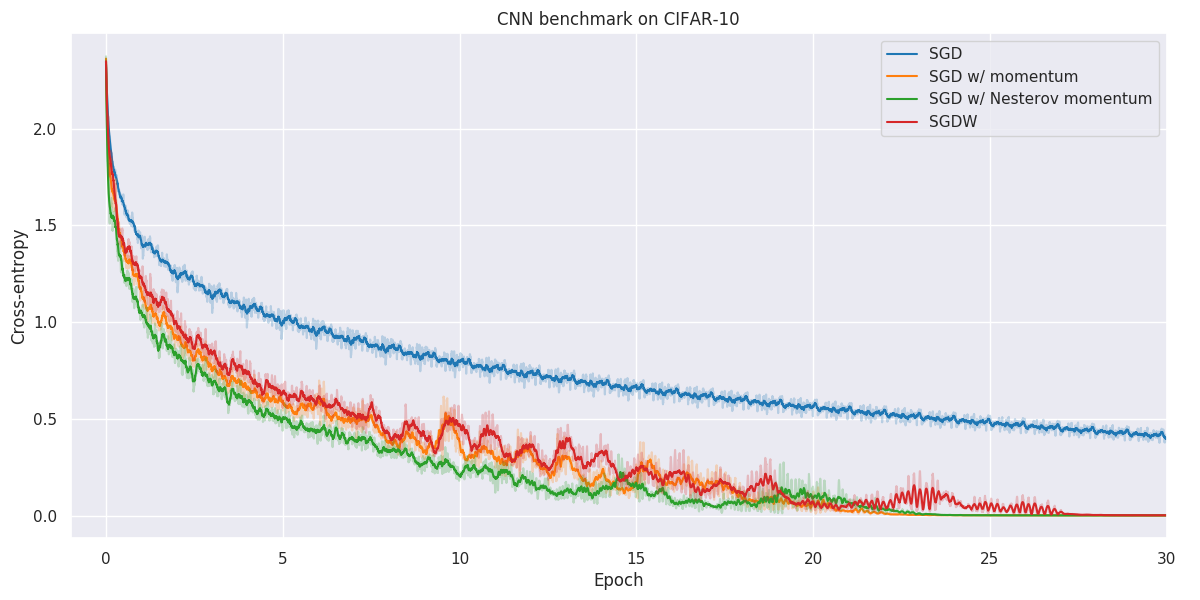 CNN benchmark on CIFAR-10
SGD
SGD w/ momentum
SGD w/ Nesterov momentum
SGDW
Cross-entropy
2.0
1.5
1.0
0.5
0.0
0 5 10 15 20 25 30
Epoch